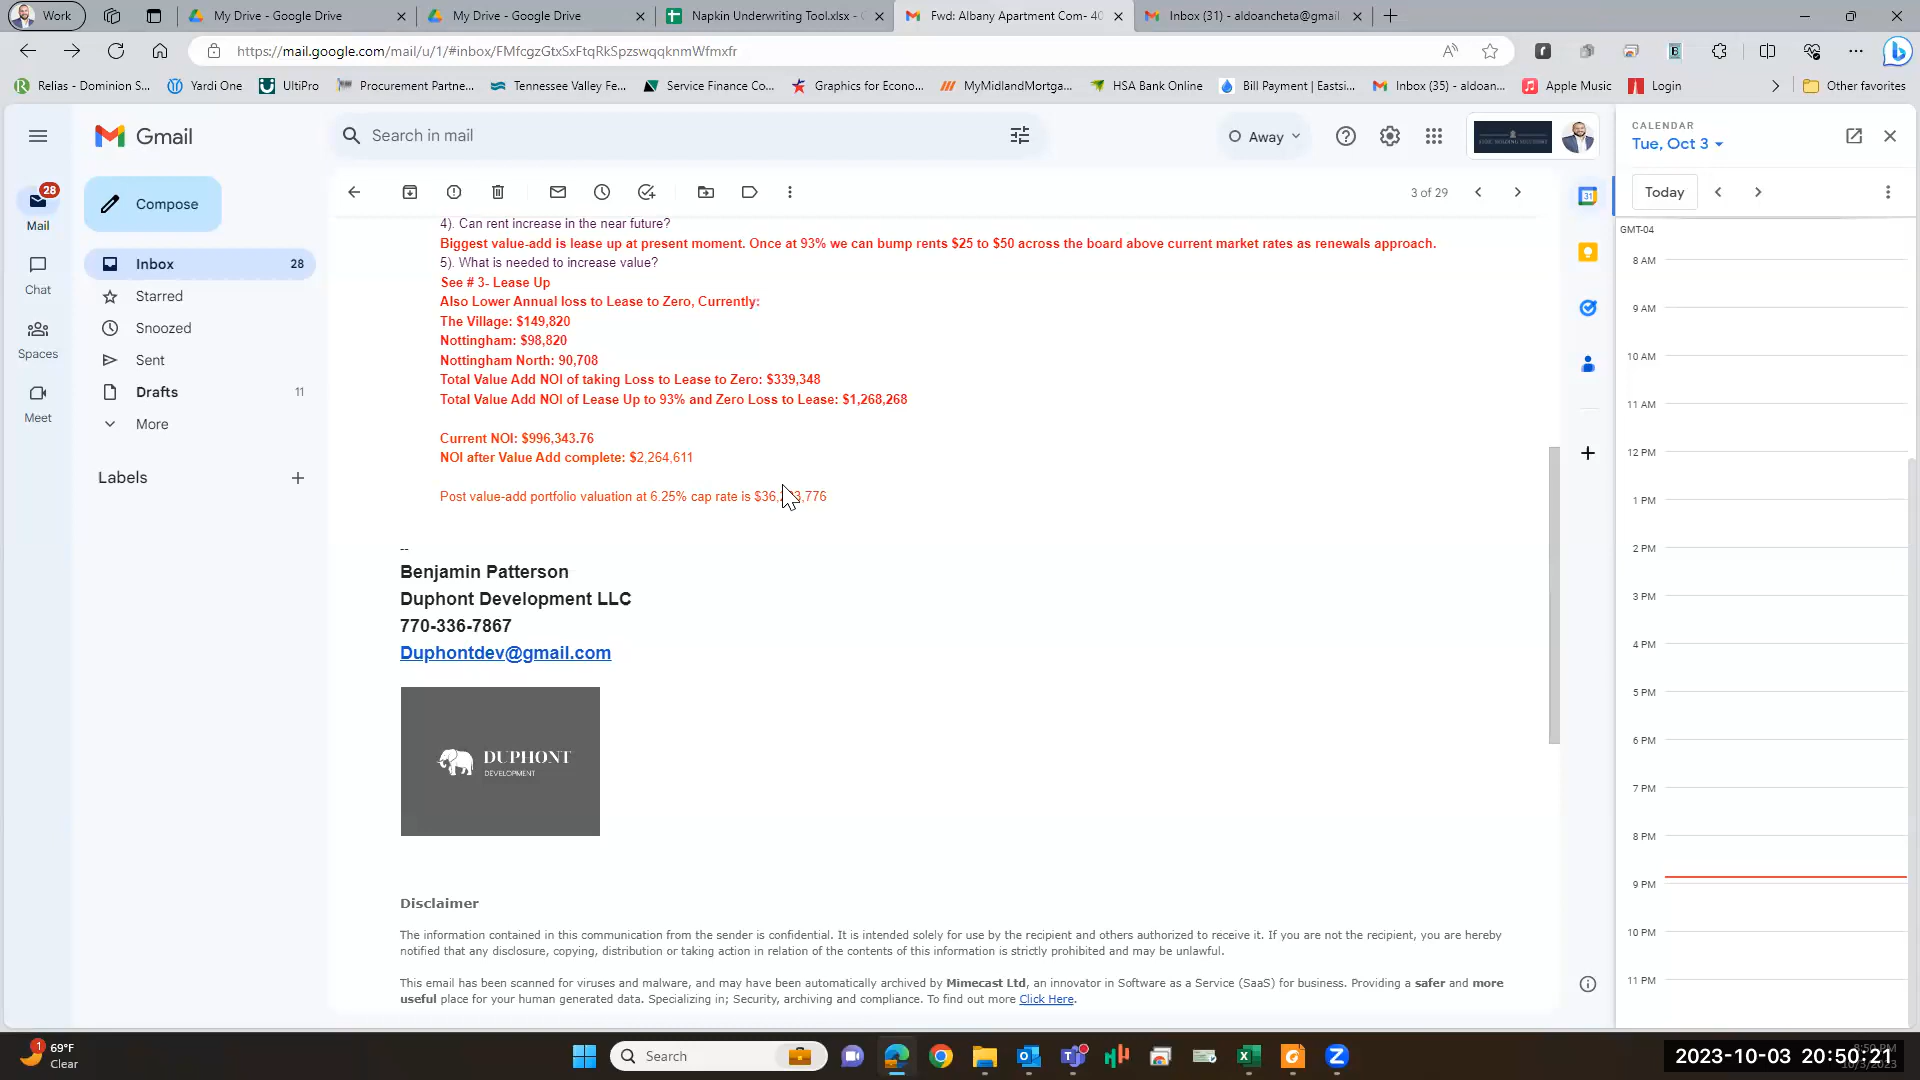 Work
My Drive - Google Drive
My Drive - Google Drive
Napkin Underwriting Tool.xlsx -
Fwd: Albany Apartment Com- 40
Inbox (31) - aldoancheta@gmail
https://mail.google.com/mail/u/1/#inbox/FMfcgzGtxSxFtqRkSpzswqqknmWfmxfr
Relias - Dominion S...
Yardi One
UltiPro
Procurement Partne...
Tennessee Valley Fe...
Service Finance Co...
Graphics for Econo...
MyMidlandMortga...
HSA Bank Online
Bill Payment | Eastsi...
Inbox (35) - aldoan...
Apple Music
Login
Other favorites
Gmail
Search in mail
Away
CALENDAR
Tue, Oct 3
28
Mail
Compose
3 of 29
Today
Chat
Inbox 28
Starred
Snoozed
Spaces
Sent
Drafts 11
Meet
More
Labels
4). Can rent increase in the near future?
Biggest value-add is lease up at present moment. Once at 93% we can bump rents $25 to $50 across the board above current market rates as renewals approach.
5). What is needed to increase value?
See # 3- Lease Up
Also Lower Annual loss to Lease to Zero, Currently:
The Village: $149,820
Nottingham: $98,820
Nottingham North: 90,708
Total Value Add NOI of taking Loss to Lease to Zero: $339,348
Total Value Add NOI of Lease Up to 93% and Zero Loss to Lease: $1,268,268
Current NOI: $996,343.76
NOI after Value Add complete: $2,264,611
Post value-add portfolio valuation at 6.25% cap rate is
--
Benjamin Patterson
Duphont Development LLC
770-336-7867
Duphontdev@gmail.com
DUPHONT
DEVELOPMENT
Disclaimer
The information contained in this communication from the sender is confidential. It is intended solely for use by the recipient and others authorized to receive it. If you are not the recipient, you are hereby
notified that any disclosure, copying, distribution or taking action in relation of the contents of this information is strictly prohibited and may be unlawful.
This email has been scanned for viruses and malware, and may have been automatically archived by Mimecast Ltd, an innovator in Software as a Service (SaaS) for business. Providing a safer and more
useful place for your human generated data. Specializing in; Security, archiving and compliance. To find out more Click Here.
GMT-04
8 AM
9 AM
10 AM
11 AM
12 PM
1 PM
2 PM
3 PM
4 PM
5 PM
6 PM
7 PM
8 PM
9 PM
10 PM
11 PM
31
1
69°F
Clear
Search
2023-10-03 20:50:21